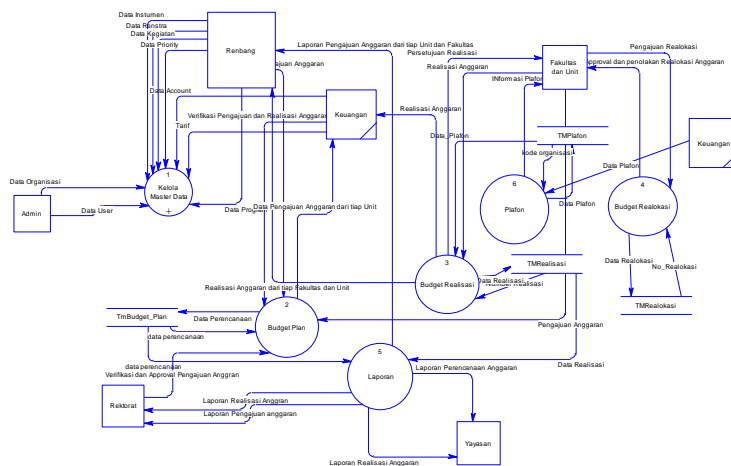 Data Instrumen
Data Renstra
Data Kegiatan
Data Priority
Renbang
Laporan Pengajuan Anggaran dari tiap Unit dan Fakultas
Persetujuan Realisasi
Realisasi Anggaran
INformasi Plafon
Fakultas
dan Unit
Pengajuan Realokasi
Approval dan penolakan Realokasi Anggaran
ajuan Anggaran
Data Account
Verifikasi Pengajuan dan Realisasi Anggaran
Tarif
Keuangan
Realisasi Anggaran
Data_Plafon
TMPlafon
kode organisasi
Data Plafon
Keuangan
1
Kelola
Master Data
+
Data Organisasi
Admin
Data User
Data Program
Data Pengajuan Anggaran dari tiap Unit
6
Plafon
Data Plafon
4
Budget Realokasi
3
Budget Realisasi
TMRealisasi
Data Realisasi
Realisasi
Data Realokasi
No_Realokasi
TMRealokasi
Realisasi Anggaran dari tiap Fakultas dan Unit
TmBudget_Plan
Data Perencanaan
data perencanaan
2
Budget Plan
Pengajuan Anggaran
5
Laporan
data perencanaan
Verifikasi dan Approval Pengajuan Anggran
Laporan Perencanaan Anggaran
Data Realisasi
Rektorat
Laporan Realisasi Anggran
Laporan Pengajuan anggaran
Yayasan
Laporan Realisasi Anggaran